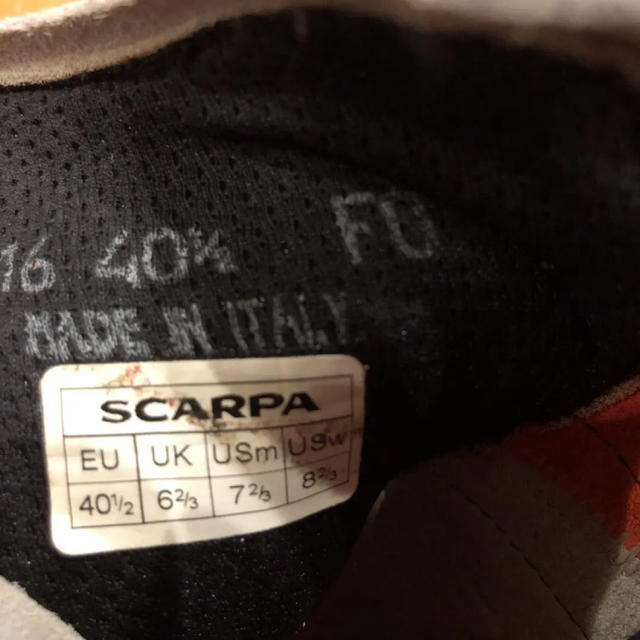 16 40½ FU
MADE IN ITALY
SCARPA
EU UK USm USw
40½ 6⅔ 7⅔ 8⅔